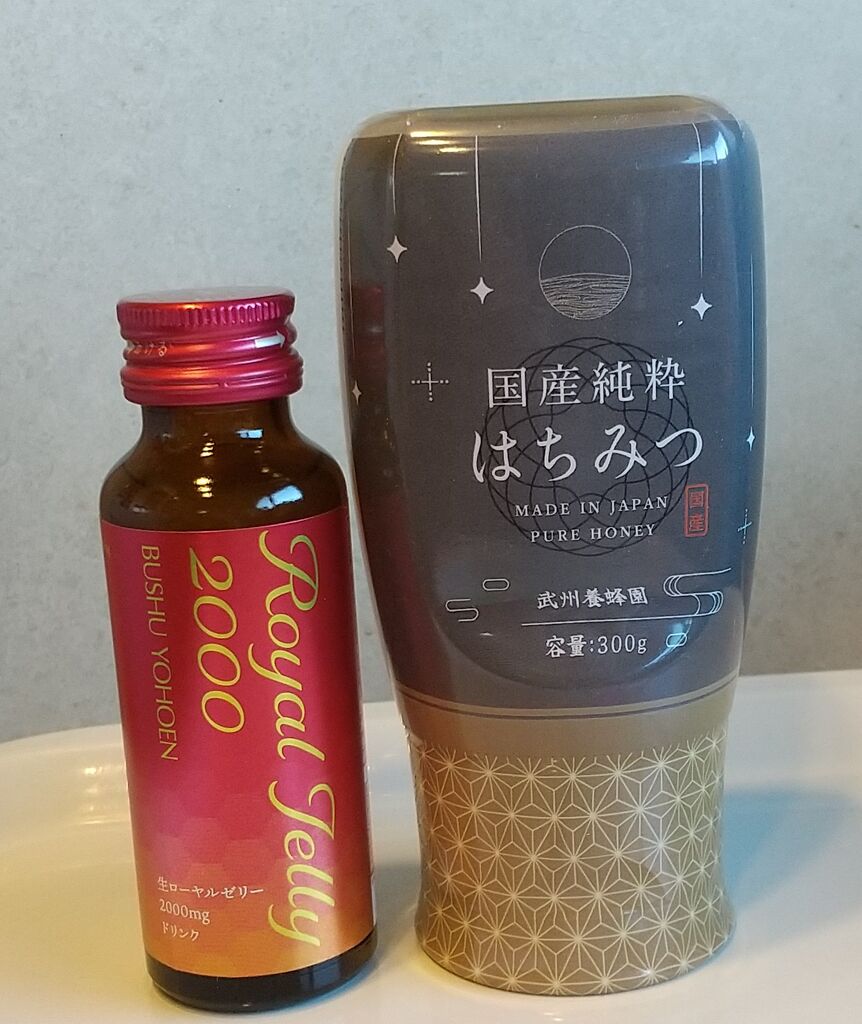 Royal Jelly
2000
BUSHU YOHOEN
生ローヤルゼリー
2000mg
ドリンク
国産純粋
はちみつ
MADE IN JAPAN
PURE HONEY
国産
武州養蜂園
容量:300g